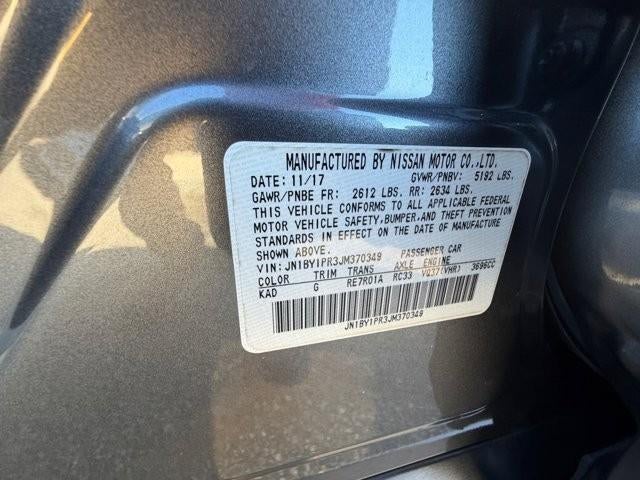 MANUFACTURED BY NISSAN MOTOR CO.,LTD.
DATE: 11/17 GVWR/PNBV: 5192 LBS.
GAWR/PNBE FR: 2612 LBS. RR: 2634 LBS.
THIS VEHICLE CONFORMS TO ALL APPLICABLE FEDERAL
MOTOR VEHICLE SAFETY,BUMPER,AND THEFT PREVENTION
STANDARDS IN EFFECT ON THE DATE OF MANUFACTURE
SHOWN ABOVE.
VIN: JN1BY1PR3JM370349 PASSENGER CAR
COLOR TRIM TRANS AXLE ENGINE
KAD G RE7R01A RC33 VQ37(VHR) 3696CC
JN1BY1PR3JM370349